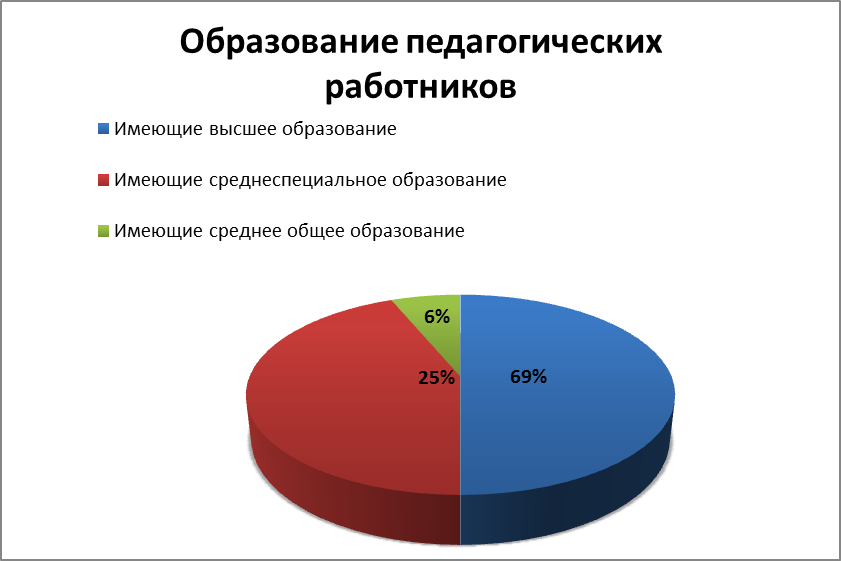 Образование педагогических
работников
Имеющие высшее образование
Имеющие среднеспециальное образование
Имеющие среднее общее образование
6%
25%
69%